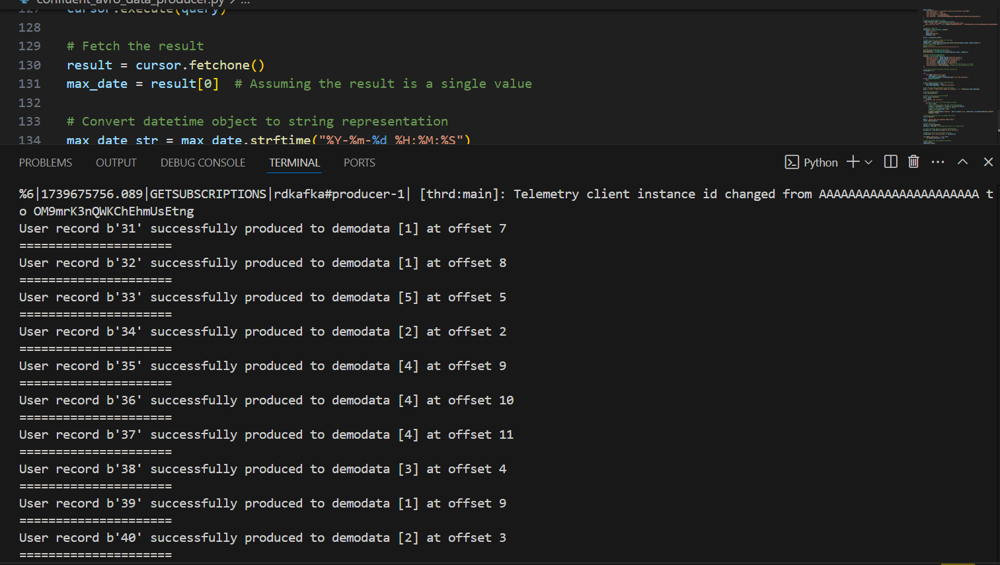 confluent_avro_data_producer.py > ...
127 cursor.execute(query)
128
129 # Fetch the result
130 result = cursor.fetchone()
131 max_date = result[0]  # Assuming the result is a single value
132
133 # Convert datetime object to string representation
134 max_date_str = max_date.strftime("%Y-%m-%d %H:%M:%S")
PROBLEMS OUTPUT DEBUG CONSOLE TERMINAL PORTS Python
%6|1739675756.089|GETSUBSCRIPTIONS|rdkafka#producer-1| [thrd:main]: Telemetry client instance id changed from AAAAAAAAAAAAAAAAAAAAAA t
o OM9mrK3nQWKChEhmUsEtng
User record b'31' successfully produced to demodata [1] at offset 7
=====================
User record b'32' successfully produced to demodata [1] at offset 8
=====================
User record b'33' successfully produced to demodata [5] at offset 5
=====================
User record b'34' successfully produced to demodata [2] at offset 2
=====================
User record b'35' successfully produced to demodata [4] at offset 9
=====================
User record b'36' successfully produced to demodata [4] at offset 10
=====================
User record b'37' successfully produced to demodata [4] at offset 11
=====================
User record b'38' successfully produced to demodata [3] at offset 4
=====================
User record b'39' successfully produced to demodata [1] at offset 9
=====================
User record b'40' successfully produced to demodata [2] at offset 3
=====================